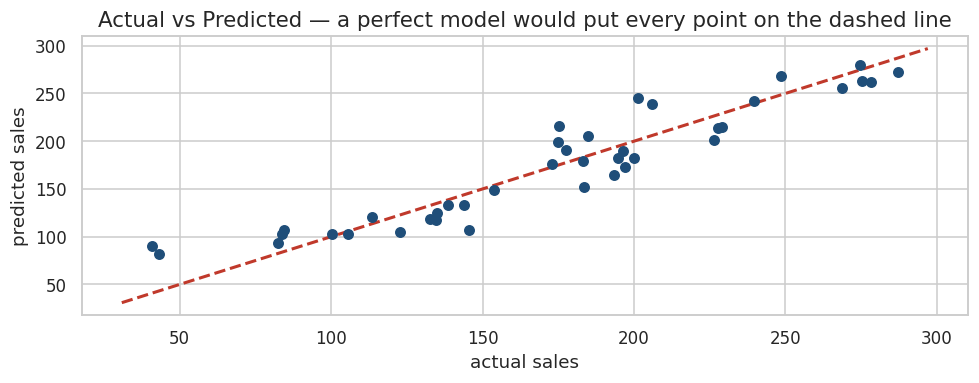 Actual vs Predicted — a perfect model would put every point on the dashed line
predicted sales
300
250
200
150
100
50
50 100 150 200 250 300
actual sales